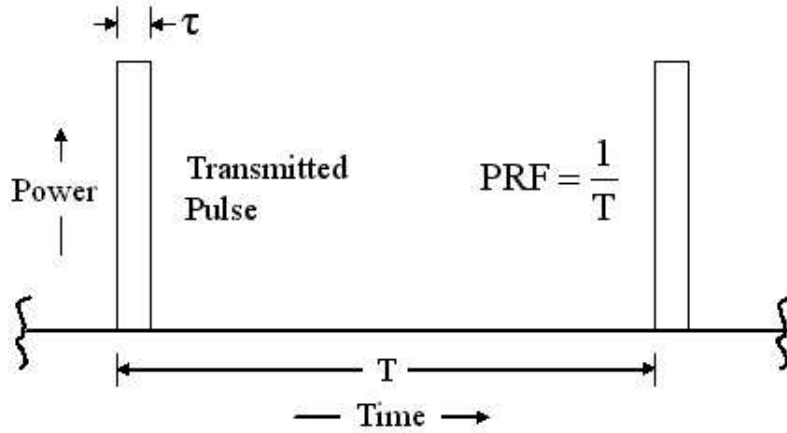 τ
Transmitted
Pulse
Power
PRF = 1/T
T
Time